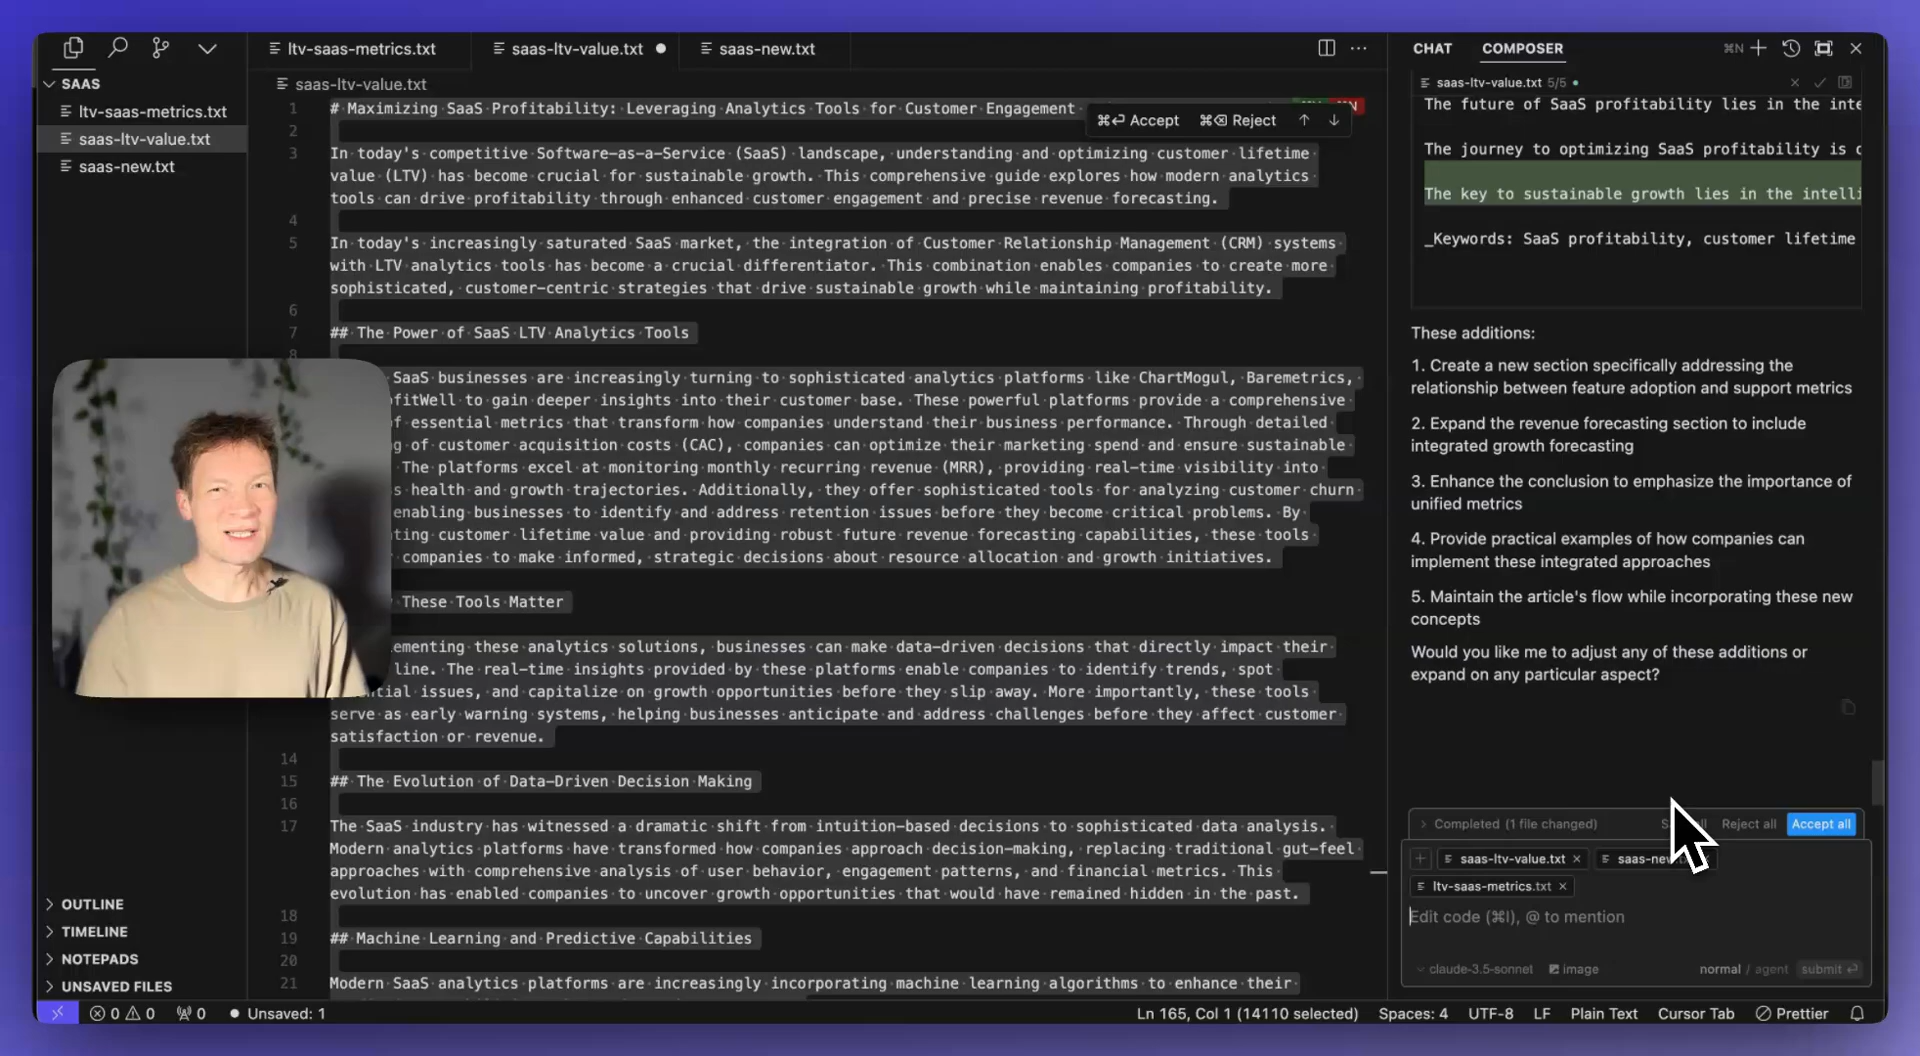 ltv-saas-metrics.txt
saas-ltv-value.txt
saas-new.txt
CHAT
COMPOSER
⌘N
SAAS
ltv-saas-metrics.txt
saas-ltv-value.txt
saas-new.txt
saas-ltv-value.txt
⌘⏎ Accept ⌘⌫ Reject ↑ ↓
1 # Maximizing SaaS Profitability: Leveraging Analytics Tools for Customer Engagement
2
3 In today's competitive Software-as-a-Service (SaaS) landscape, understanding and optimizing customer lifetime
value (LTV) has become crucial for sustainable growth. This comprehensive guide explores how modern analytics
tools can drive profitability through enhanced customer engagement and precise revenue forecasting.
4
5 In today's increasingly saturated SaaS market, the integration of Customer Relationship Management (CRM) systems
with LTV analytics tools has become a crucial differentiator. This combination enables companies to create more
sophisticated, customer-centric strategies that drive sustainable growth while maintaining profitability.
6
7 ## The Power of SaaS LTV Analytics Tools
8
SaaS businesses are increasingly turning to sophisticated analytics platforms like ChartMogul, Baremetrics,
fitWell to gain deeper insights into their customer base. These powerful platforms provide a comprehensive
f essential metrics that transform how companies understand their business performance. Through detailed
g of customer acquisition costs (CAC), companies can optimize their marketing spend and ensure sustainable
The platforms excel at monitoring monthly recurring revenue (MRR), providing real-time visibility into
s health and growth trajectories. Additionally, they offer sophisticated tools for analyzing customer churn
enabling businesses to identify and address retention issues before they become critical problems. By
ting customer lifetime value and providing robust future revenue forecasting capabilities, these tools
companies to make informed, strategic decisions about resource allocation and growth initiatives.
These Tools Matter
ementing these analytics solutions, businesses can make data-driven decisions that directly impact their
line. The real-time insights provided by these platforms enable companies to identify trends, spot
tial issues, and capitalize on growth opportunities before they slip away. More importantly, these tools
serve as early warning systems, helping businesses anticipate and address challenges before they affect customer
satisfaction or revenue.
14
15 ## The Evolution of Data-Driven Decision Making
16
17 The SaaS industry has witnessed a dramatic shift from intuition-based decisions to sophisticated data analysis.
Modern analytics platforms have transformed how companies approach decision-making, replacing traditional gut-feel
approaches with comprehensive analysis of user behavior, engagement patterns, and financial metrics. This
evolution has enabled companies to uncover growth opportunities that would have remained hidden in the past.
18
19 ## Machine Learning and Predictive Capabilities
20
21 Modern SaaS analytics platforms are increasingly incorporating machine learning algorithms to enhance their
OUTLINE
TIMELINE
NOTEPADS
UNSAVED FILES
saas-ltv-value.txt 5/5
The future of SaaS profitability lies in the inte
The journey to optimizing SaaS profitability is c
The key to sustainable growth lies in the intelli
_Keywords: SaaS profitability, customer lifetime
These additions:
1. Create a new section specifically addressing the
relationship between feature adoption and support metrics
2. Expand the revenue forecasting section to include
integrated growth forecasting
3. Enhance the conclusion to emphasize the importance of
unified metrics
4. Provide practical examples of how companies can
implement these integrated approaches
5. Maintain the article's flow while incorporating these new
concepts
Would you like me to adjust any of these additions or
expand on any particular aspect?
Completed (1 file changed) Reject all Accept all
saas-ltv-value.txt saas-new
ltv-saas-metrics.txt
Edit code (⌘I), @ to mention
claude-3.5-sonnet image normal / agent submit ⏎
0 0 0 Unsaved: 1
Ln 165, Col 1 (14110 selected) Spaces: 4 UTF-8 LF Plain Text Cursor Tab Prettier